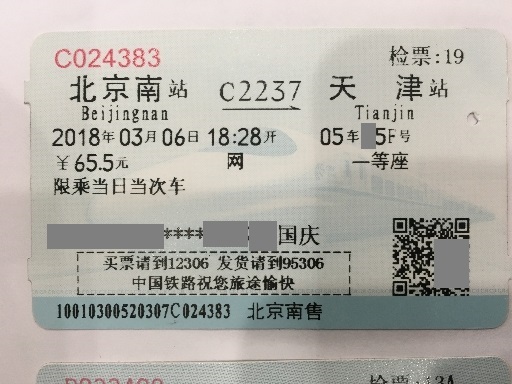 C024383 检票:19
北京南站 C2237 天津站
Beijingnan Tianjin
2018年03月06日 18:28开 05车 5F号
￥65.5元 网 一等座
限乘当日当次车
**** 国庆
买票请到12306 发货请到95306
中国铁路祝您旅途愉快
10010300520307C024383 北京南售
检票:13A